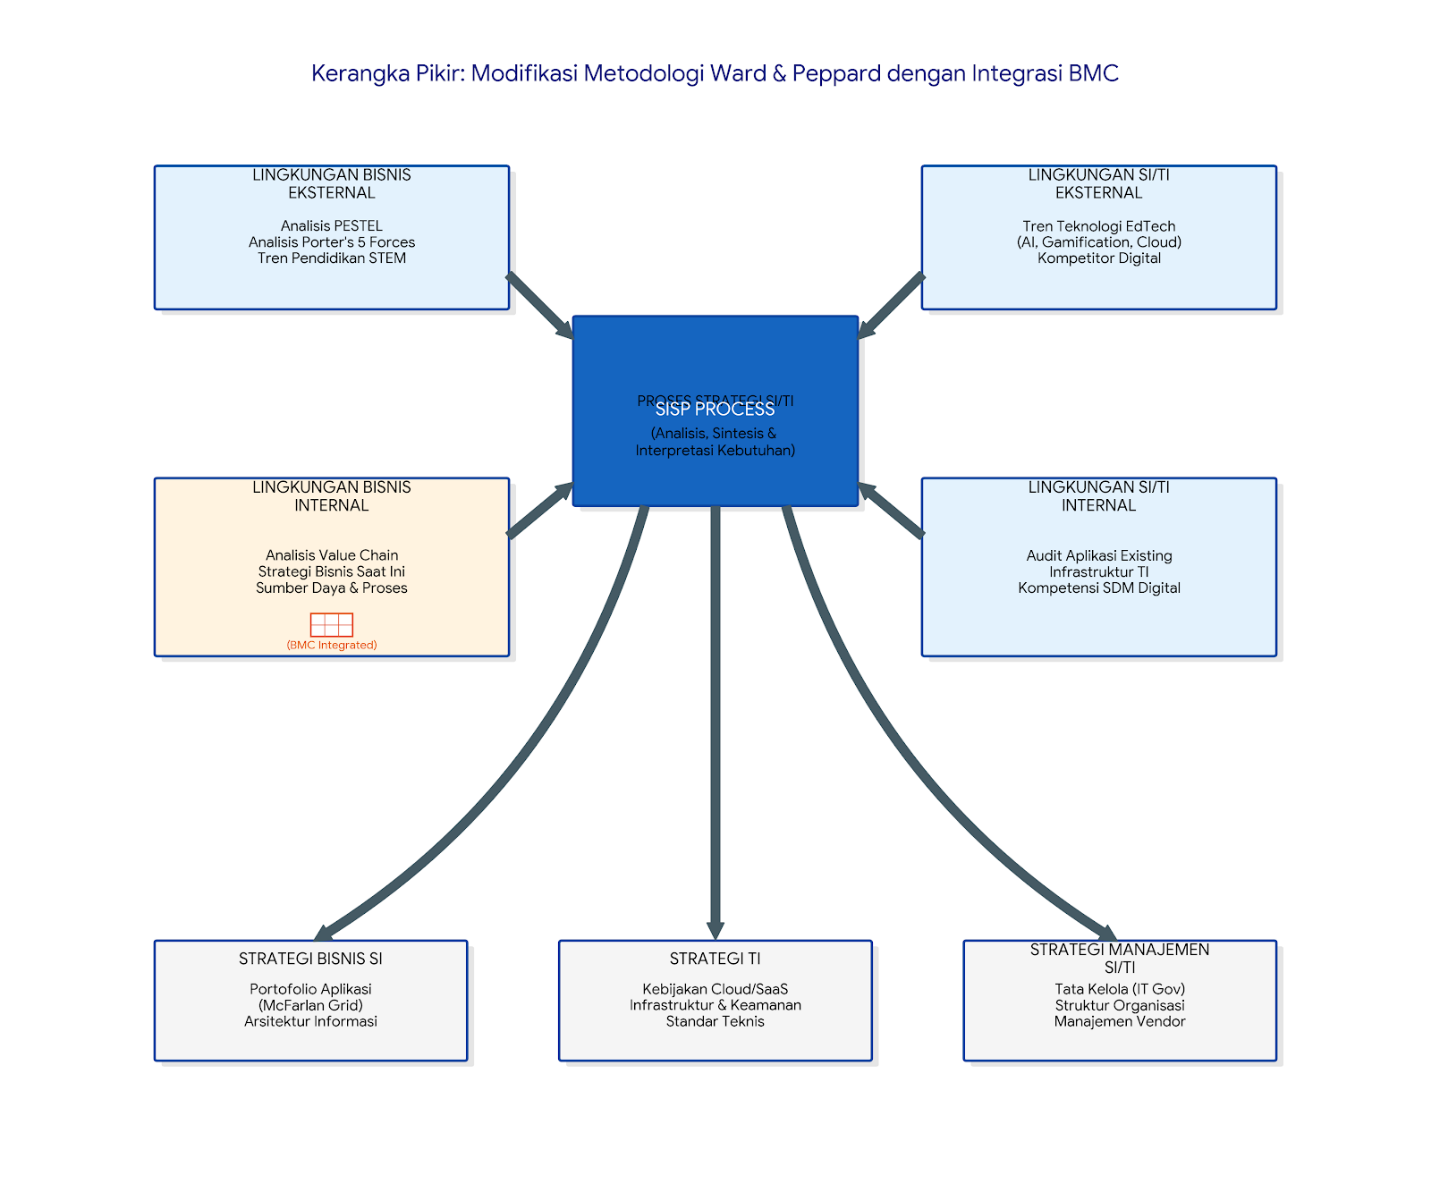 Kerangka Pikir: Modifikasi Metodologi Ward & Peppard dengan Integrasi BMC
LINGKUNGAN BISNIS
EKSTERNAL
Analisis PESTEL
Analisis Porter's 5 Forces
Tren Pendidikan STEM
LINGKUNGAN SI/TI
EKSTERNAL
Tren Teknologi EdTech
(AI, Gamification, Cloud)
Kompetitor Digital
PROSES STRATEGI SI/TI
SISP PROCESS
(Analisis, Sintesis &
Interpretasi Kebutuhan)
LINGKUNGAN BISNIS
INTERNAL
Analisis Value Chain
Strategi Bisnis Saat Ini
Sumber Daya & Proses
(BMC Integrated)
LINGKUNGAN SI/TI
INTERNAL
Audit Aplikasi Existing
Infrastruktur TI
Kompetensi SDM Digital
STRATEGI BISNIS SI
Portofolio Aplikasi
(McFarlan Grid)
Arsitektur Informasi
STRATEGI TI
Kebijakan Cloud/SaaS
Infrastruktur & Keamanan
Standar Teknis
STRATEGI MANAJEMEN
SI/TI
Tata Kelola (IT Gov)
Struktur Organisasi
Manajemen Vendor